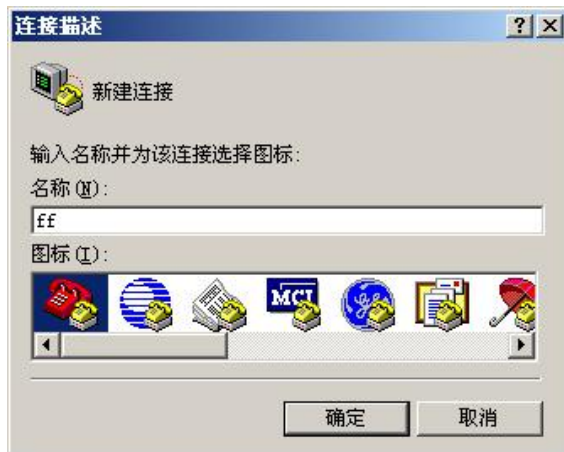 连接描述
新建连接
输入名称并为该连接选择图标:
名称(N):
ff
图标(I):
MCI
确定 取消